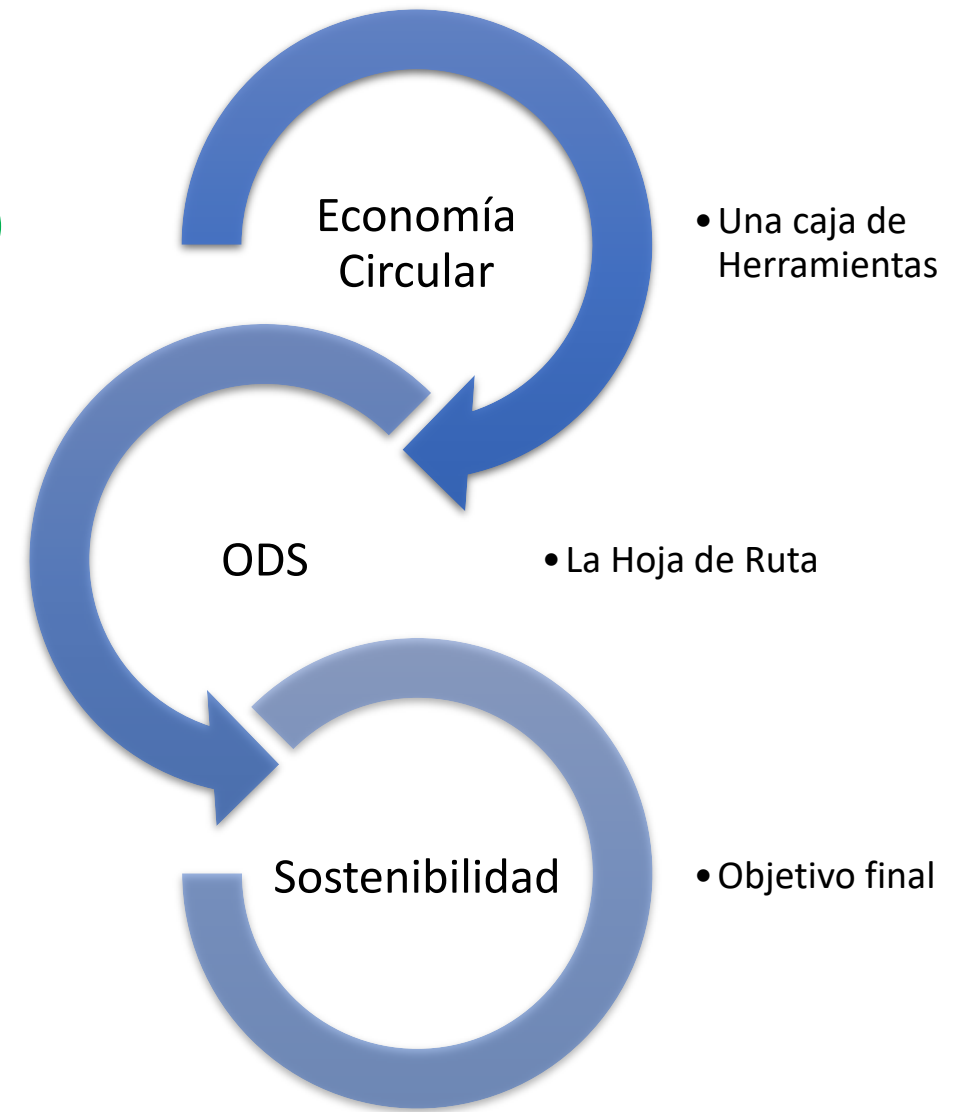 Economía
Circular
• Una caja de
Herramientas
ODS
• La Hoja de Ruta
Sostenibilidad
• Objetivo final